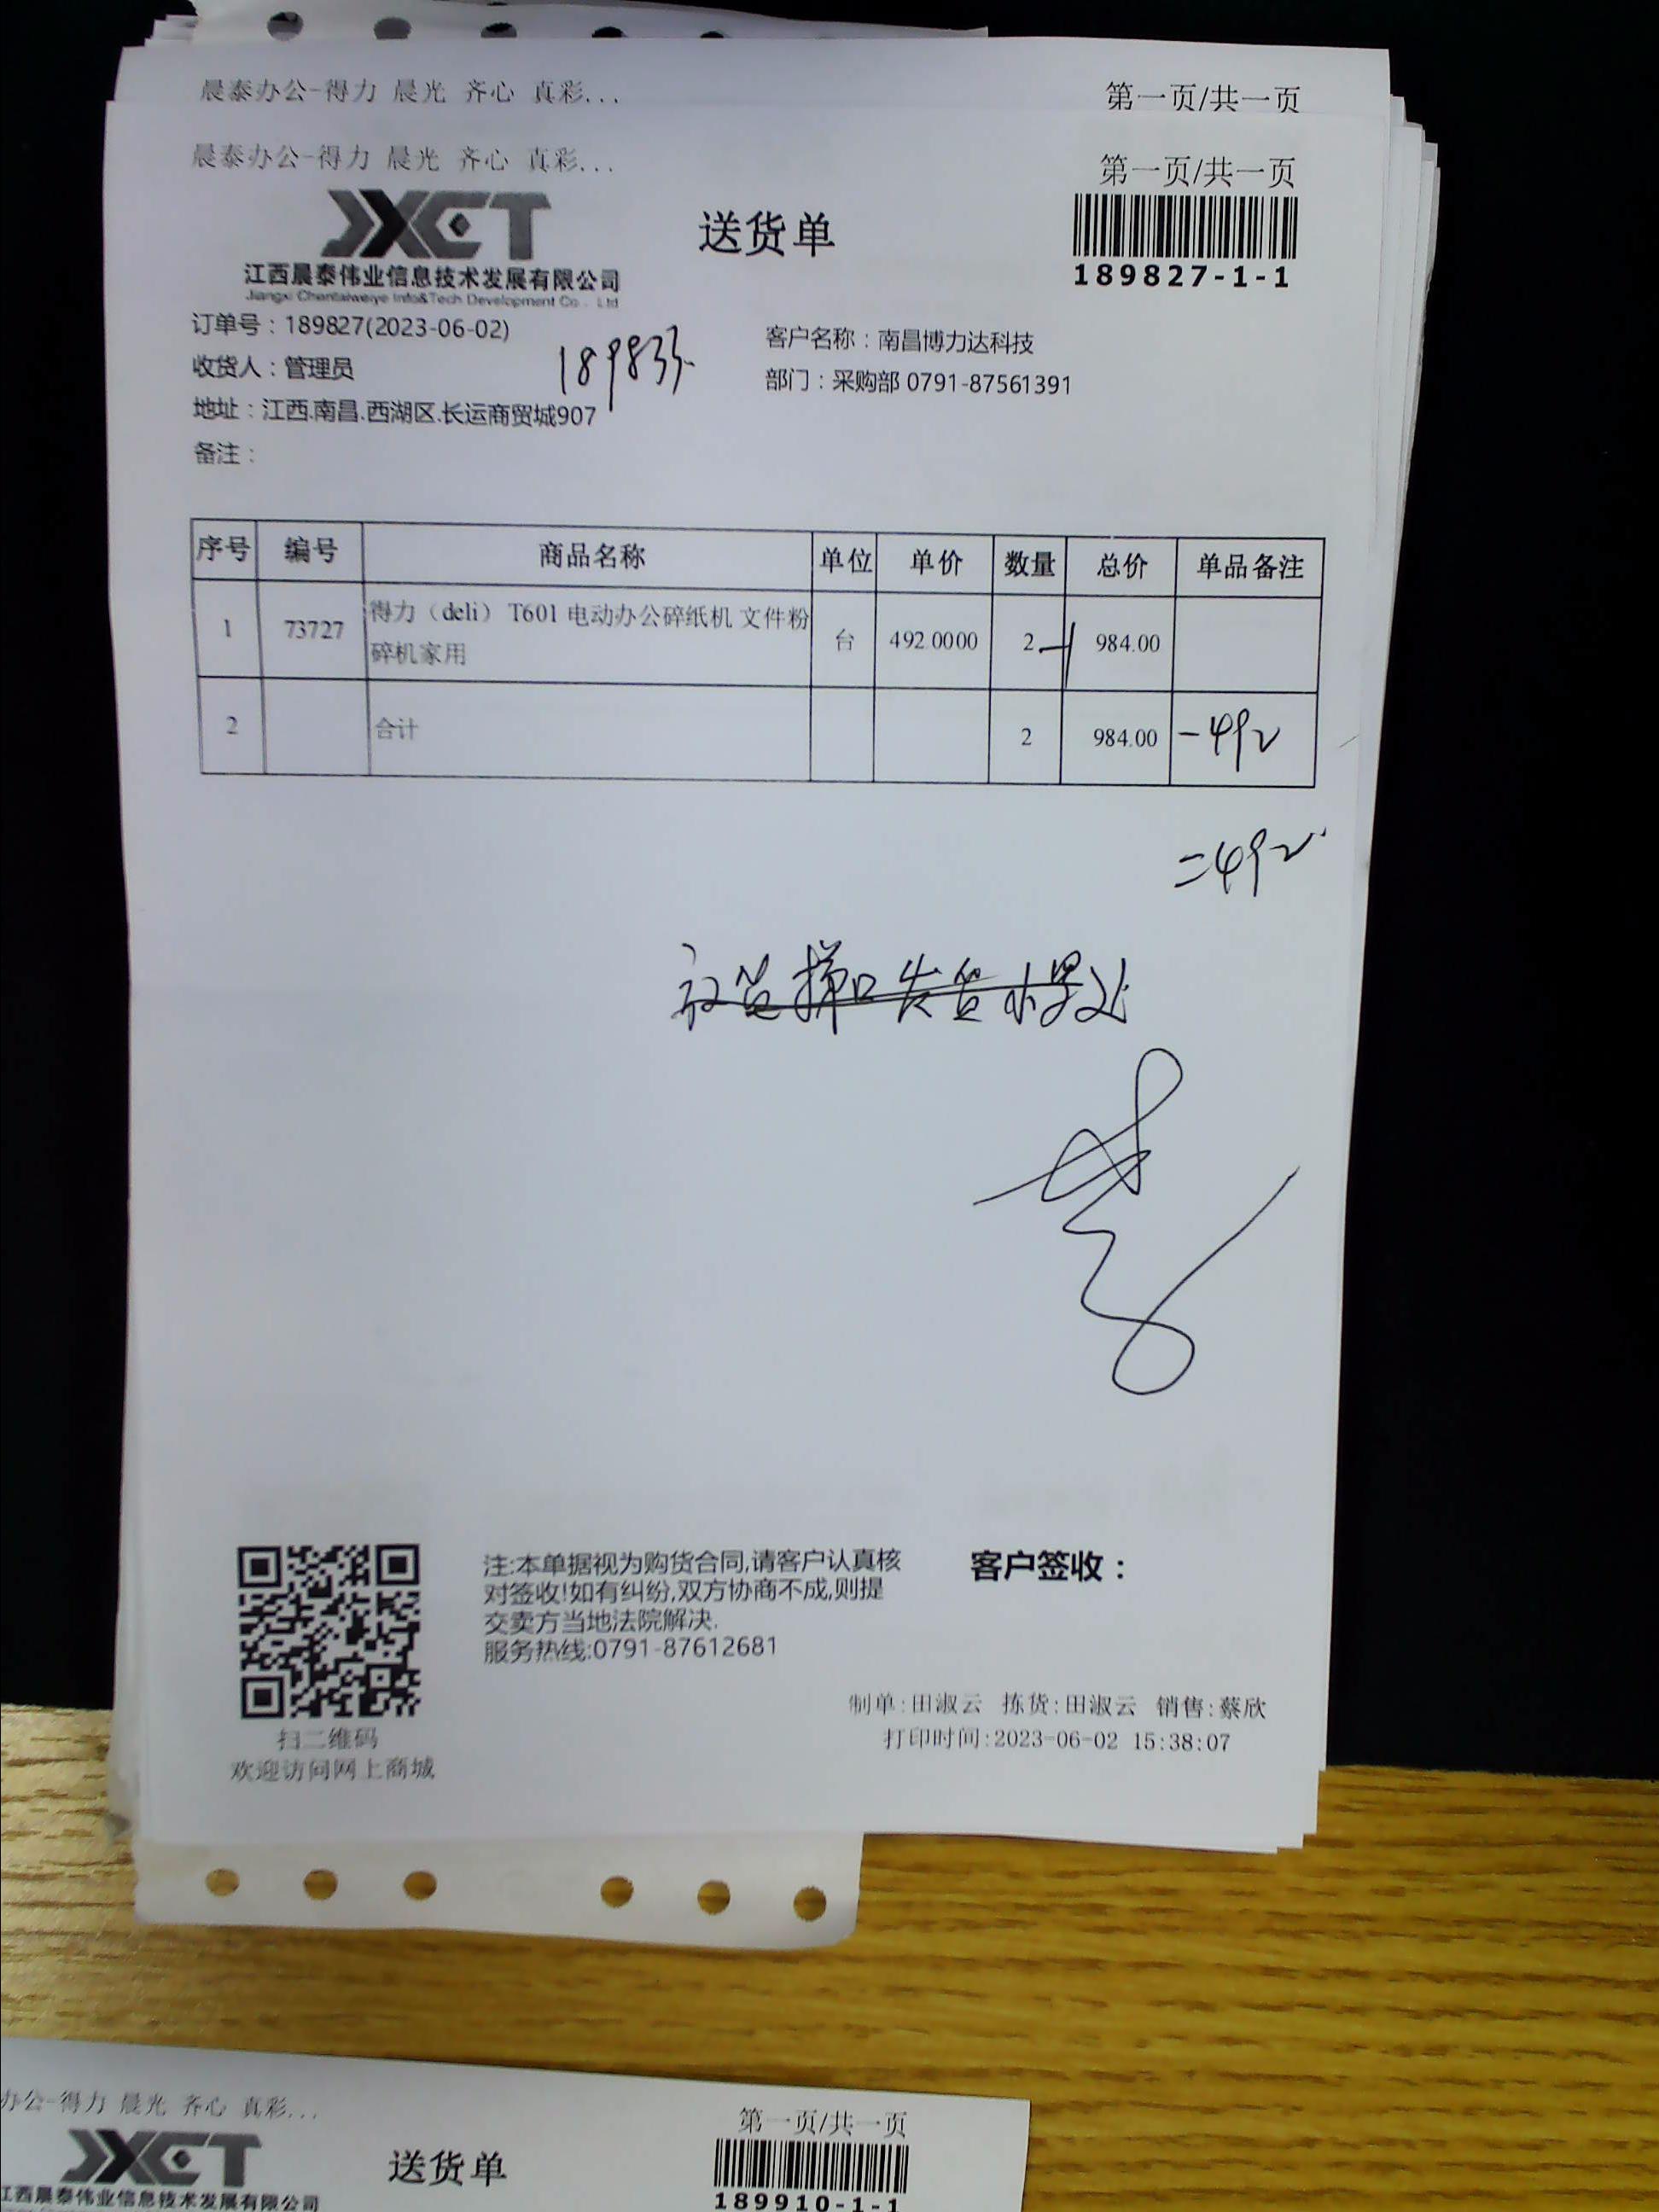 晨泰办公-得力 晨光 齐心 真彩...
第一页/共一页
晨泰办公-得力 晨光 齐心 真彩...
第一页/共一页
JXCT
送货单
189827-1-1
江西晨泰伟业信息技术发展有限公司
Jiangxi Chentaiweiye Info&Tech Development Co., Ltd
订单号：189827(2023-06-02)
客户名称：南昌博力达科技
收货人：管理员
189833
部门：采购部 0791-87561391
地址：江西.南昌.西湖区.长运商贸城907
备注：
序号 编号 商品名称 单位 单价 数量 总价 单品备注
1 73727 得力（deli） T601 电动办公碎纸机 文件粉碎机家用 台 492.0000 2 -1 984.00
2 合计 2 984.00 -492
=492
客户签收：
注:本单据视为购货合同,请客户认真核
对签收!如有纠纷,双方协商不成,则提
交卖方当地法院解决.
服务热线:0791-87612681
制单:田淑云 拣货:田淑云 销售:蔡欣
打印时间:2023-06-02 15:38:07
扫二维码
欢迎访问网上商城
办公-得力 晨光 齐心 真彩...
第一页/共一页
JXCT
送货单
189910-1-1
江西晨泰伟业信息技术发展有限公司